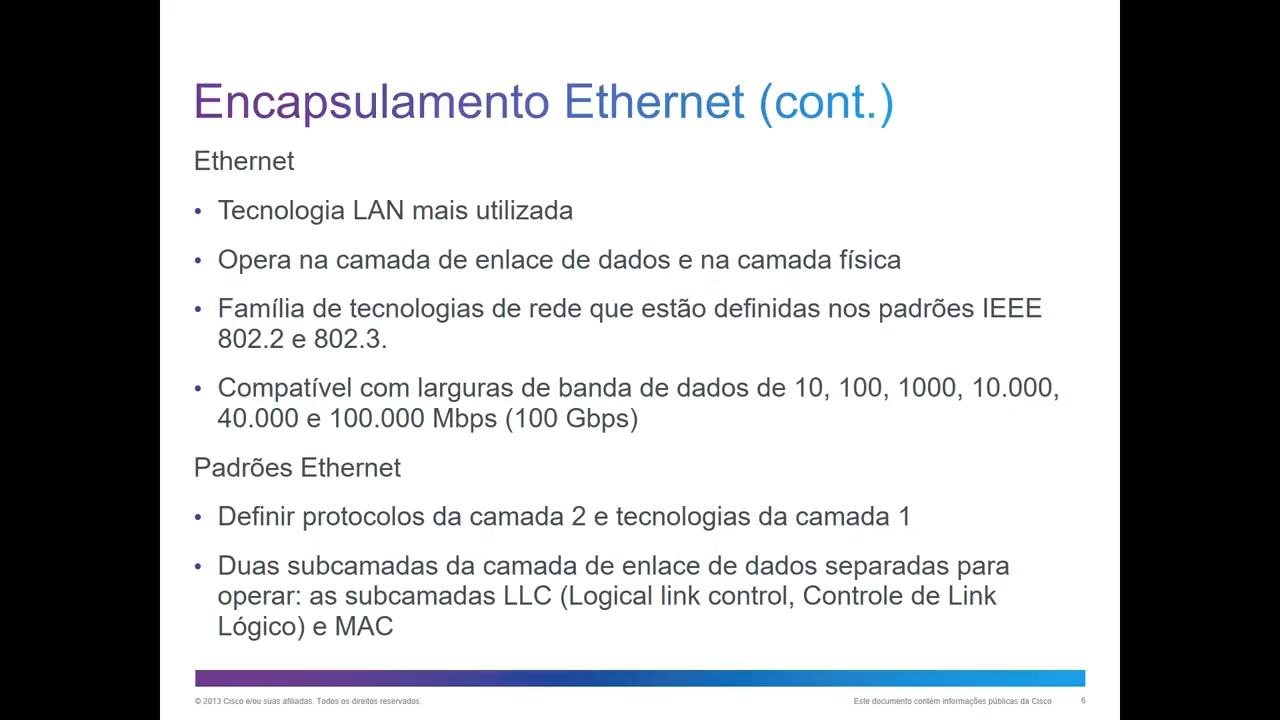 Encapsulamento Ethernet (cont.)
Ethernet
• Tecnologia LAN mais utilizada
• Opera na camada de enlace de dados e na camada física
• Família de tecnologias de rede que estão definidas nos padrões IEEE
802.2 e 802.3.
• Compatível com larguras de banda de dados de 10, 100, 1000, 10.000,
40.000 e 100.000 Mbps (100 Gbps)
Padrões Ethernet
• Definir protocolos da camada 2 e tecnologias da camada 1
• Duas subcamadas da camada de enlace de dados separadas para
operar: as subcamadas LLC (Logical link control, Controle de Link
Lógico) e MAC
© 2013 Cisco e/ou suas afiliadas. Todos os direitos reservados.
Este documento contém informações públicas da Cisco
6